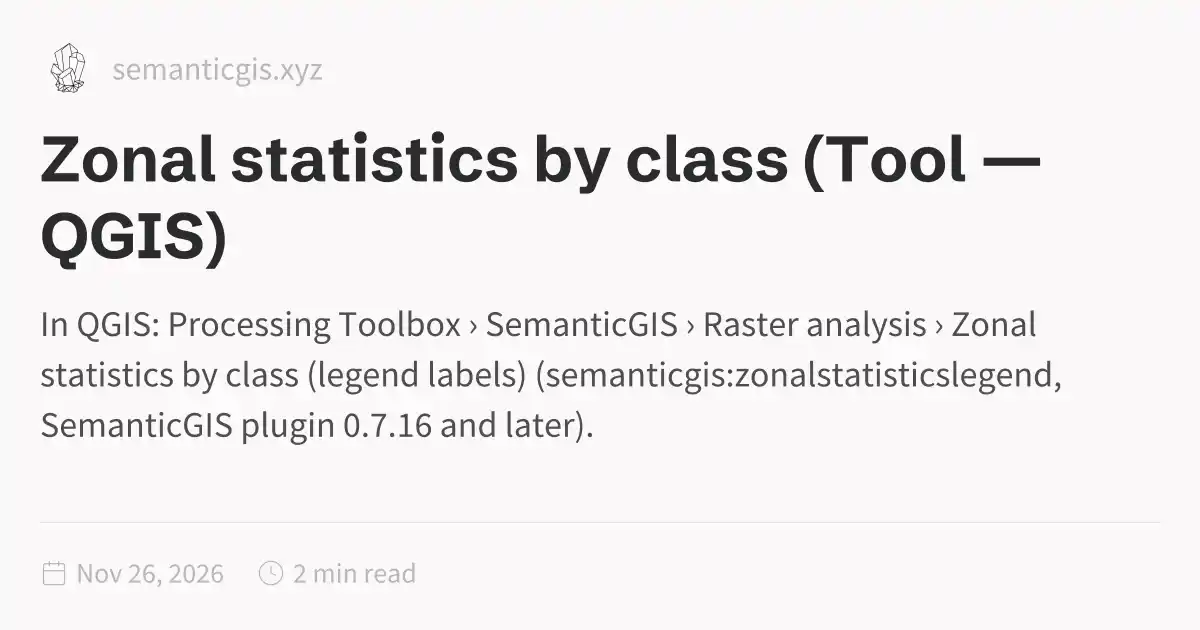 semanticgis.xyz
Zonal statistics by class (Tool —
QGIS)
In QGIS: Processing Toolbox › SemanticGIS › Raster analysis › Zonal
statistics by class (legend labels) (semanticgis:zonalstatisticslegend,
SemanticGIS plugin 0.7.16 and later).
Nov 26, 2026
2 min read